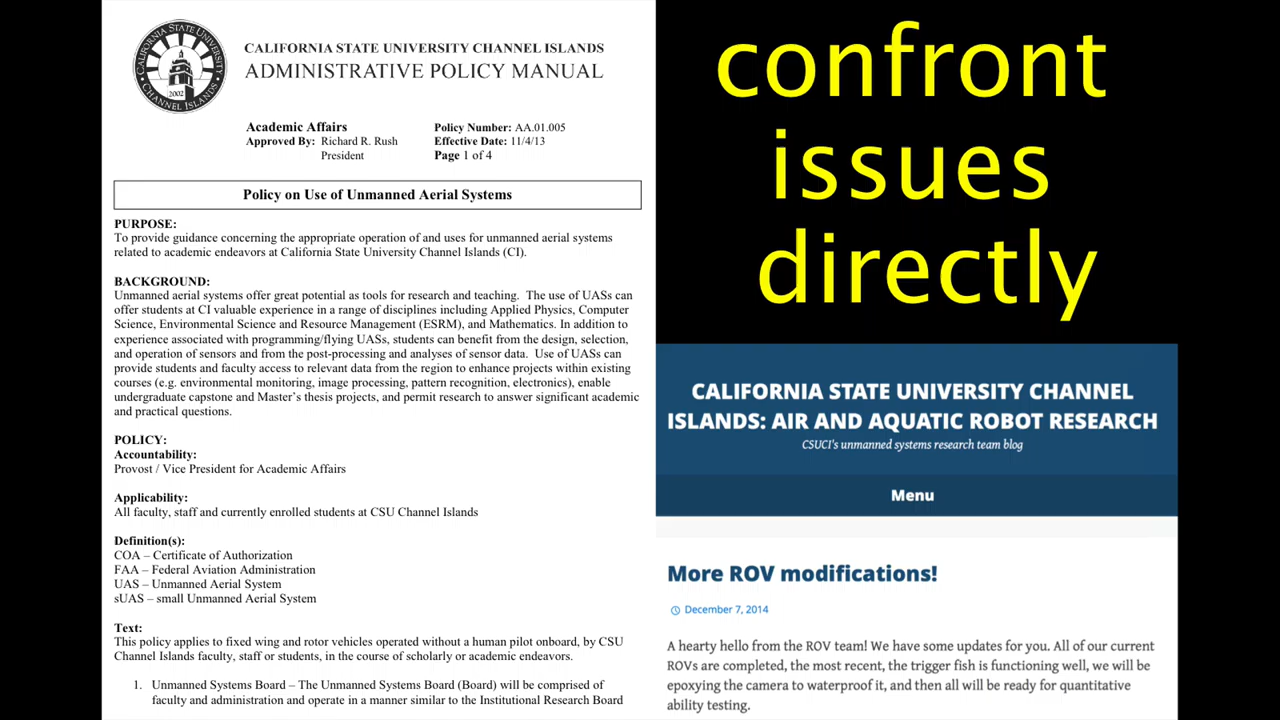 CALIFORNIA STATE UNIVERSITY
CHANNEL ISLANDS
2002
CALIFORNIA STATE UNIVERSITY CHANNEL ISLANDS
ADMINISTRATIVE POLICY MANUAL
Academic Affairs
Approved By: Richard R. Rush
President
Policy Number: AA.01.005
Effective Date: 11/4/13
Page 1 of 4
Policy on Use of Unmanned Aerial Systems
PURPOSE:
To provide guidance concerning the appropriate operation of and uses for unmanned aerial systems
related to academic endeavors at California State University Channel Islands (CI).
BACKGROUND:
Unmanned aerial systems offer great potential as tools for research and teaching. The use of UASs can
offer students at CI valuable experience in a range of disciplines including Applied Physics, Computer
Science, Environmental Science and Resource Management (ESRM), and Mathematics. In addition to
experience associated with programming/flying UASs, students can benefit from the design, selection,
and operation of sensors and from the post-processing and analyses of sensor data. Use of UASs can
provide students and faculty access to relevant data from the region to enhance projects within existing
courses (e.g. environmental monitoring, image processing, pattern recognition, electronics), enable
undergraduate capstone and Master's thesis projects, and permit research to answer significant academic
and practical questions.
POLICY:
Accountability:
Provost / Vice President for Academic Affairs
Applicability:
All faculty, staff and currently enrolled students at CSU Channel Islands
Definition(s):
COA – Certificate of Authorization
FAA – Federal Aviation Administration
UAS – Unmanned Aerial System
sUAS – small Unmanned Aerial System
Text:
This policy applies to fixed wing and rotor vehicles operated without a human pilot onboard, by CSU
Channel Islands faculty, staff or students, in the course of scholarly or academic endeavors.
1. Unmanned Systems Board – The Unmanned Systems Board (Board) will be comprised of
faculty and administration and operate in a manner similar to the Institutional Research Board
confront
issues
directly
CALIFORNIA STATE UNIVERSITY CHANNEL
ISLANDS: AIR AND AQUATIC ROBOT RESEARCH
CSUCI's unmanned systems research team blog
Menu
More ROV modifications!
December 7, 2014
A hearty hello from the ROV team! We have some updates for you. All of our current
ROVs are completed, the most recent, the trigger fish is functioning well, we will be
epoxying the camera to waterproof it, and then all will be ready for quantitative
ability testing.